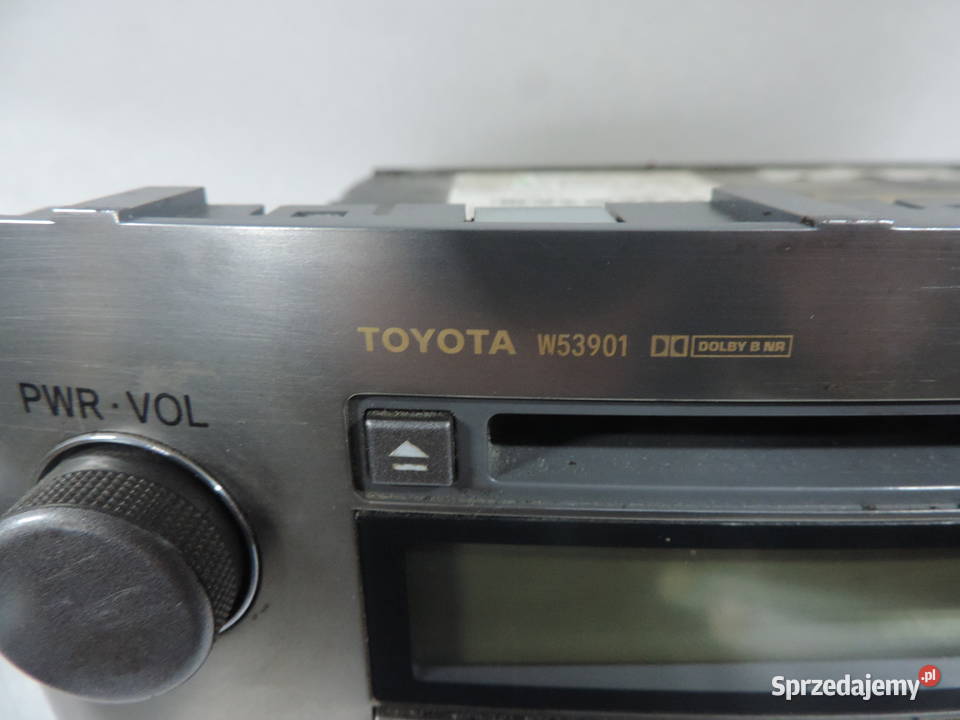 TOYOTA W53901 DOLBY B NR
PWR·VOL
Sprzedajemy.pl